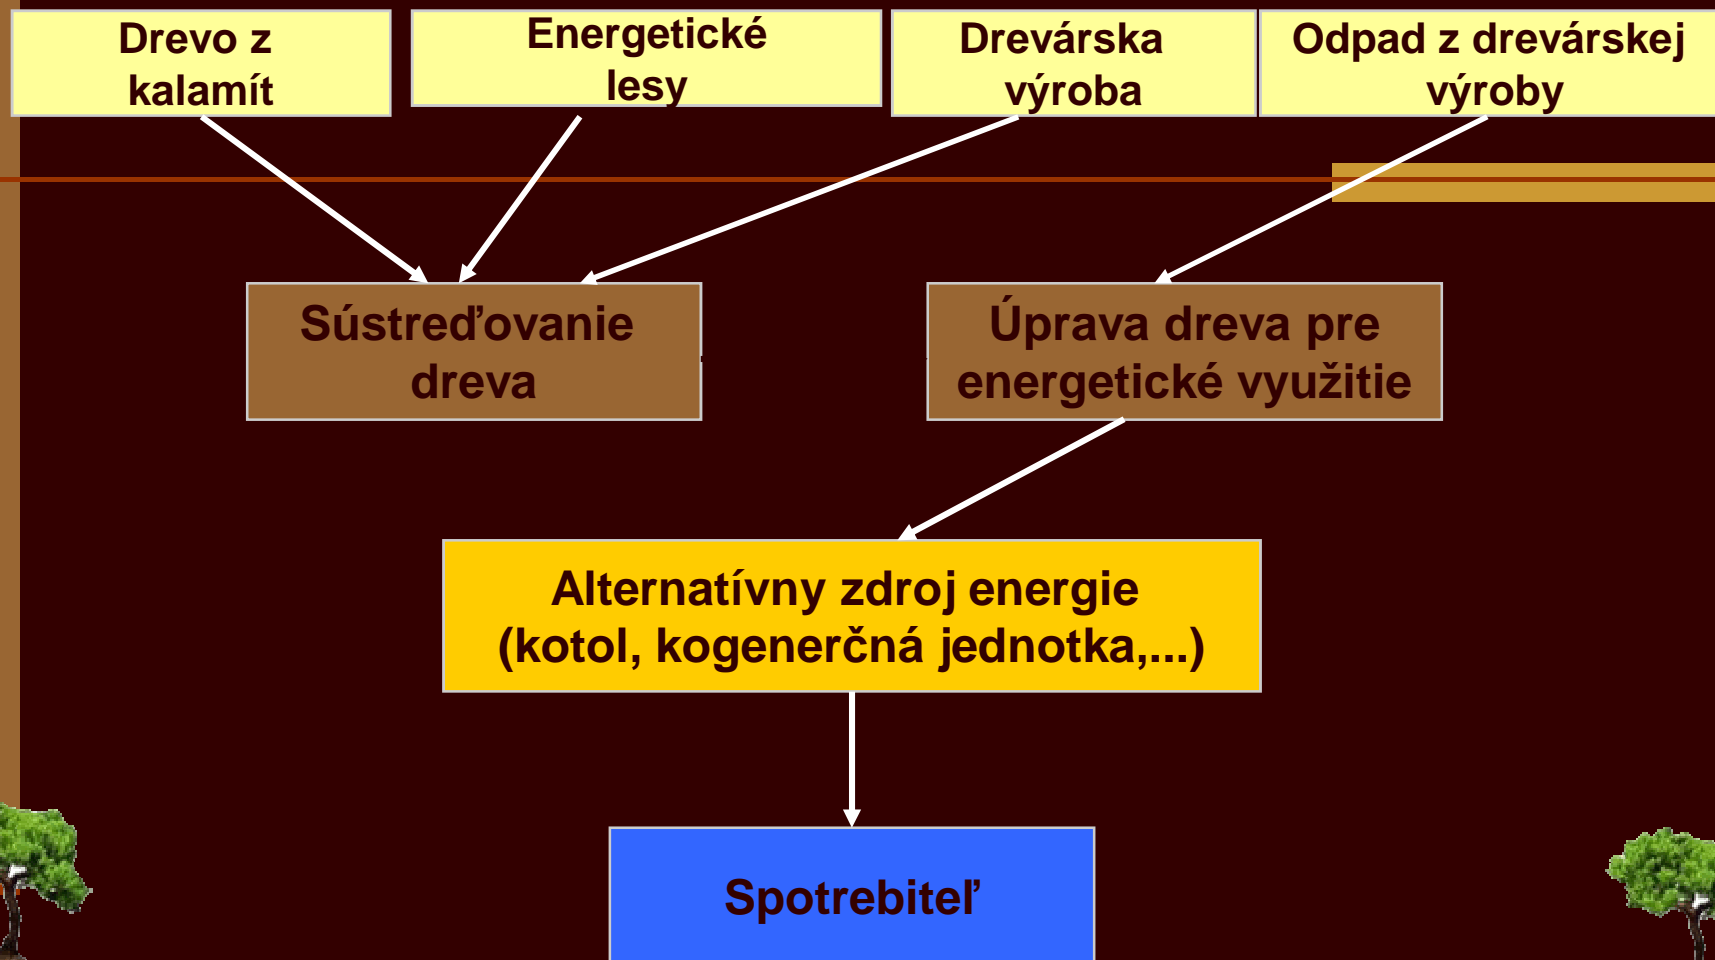 Drevo z
kalamít
Energetické
lesy
Drevárska
výroba
Odpad z drevárskej
výroby
Sústreďovanie
dreva
Úprava dreva pre
energetické využitie
Alternatívny zdroj energie
(kotol, kogenerčná jednotka,...)
Spotrebiteľ